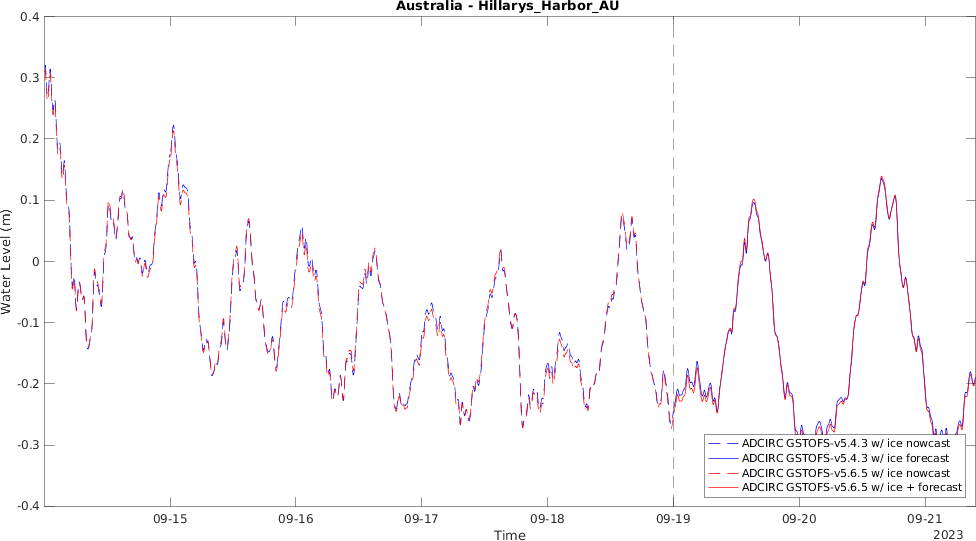 Australia - Hillarys_Harbor_AU
0.4
0.3
0.2
0.1
0
-0.1
-0.2
-0.3
-0.4
Water Level (m)
ADCIRC GSTOFS-v5.4.3 w/ ice nowcast
ADCIRC GSTOFS-v5.4.3 w/ ice forecast
ADCIRC GSTOFS-v5.6.5 w/ ice nowcast
ADCIRC GSTOFS-v5.6.5 w/ ice + forecast
09-15 09-16 09-17 09-18 09-19 09-20 09-21
Time
2023